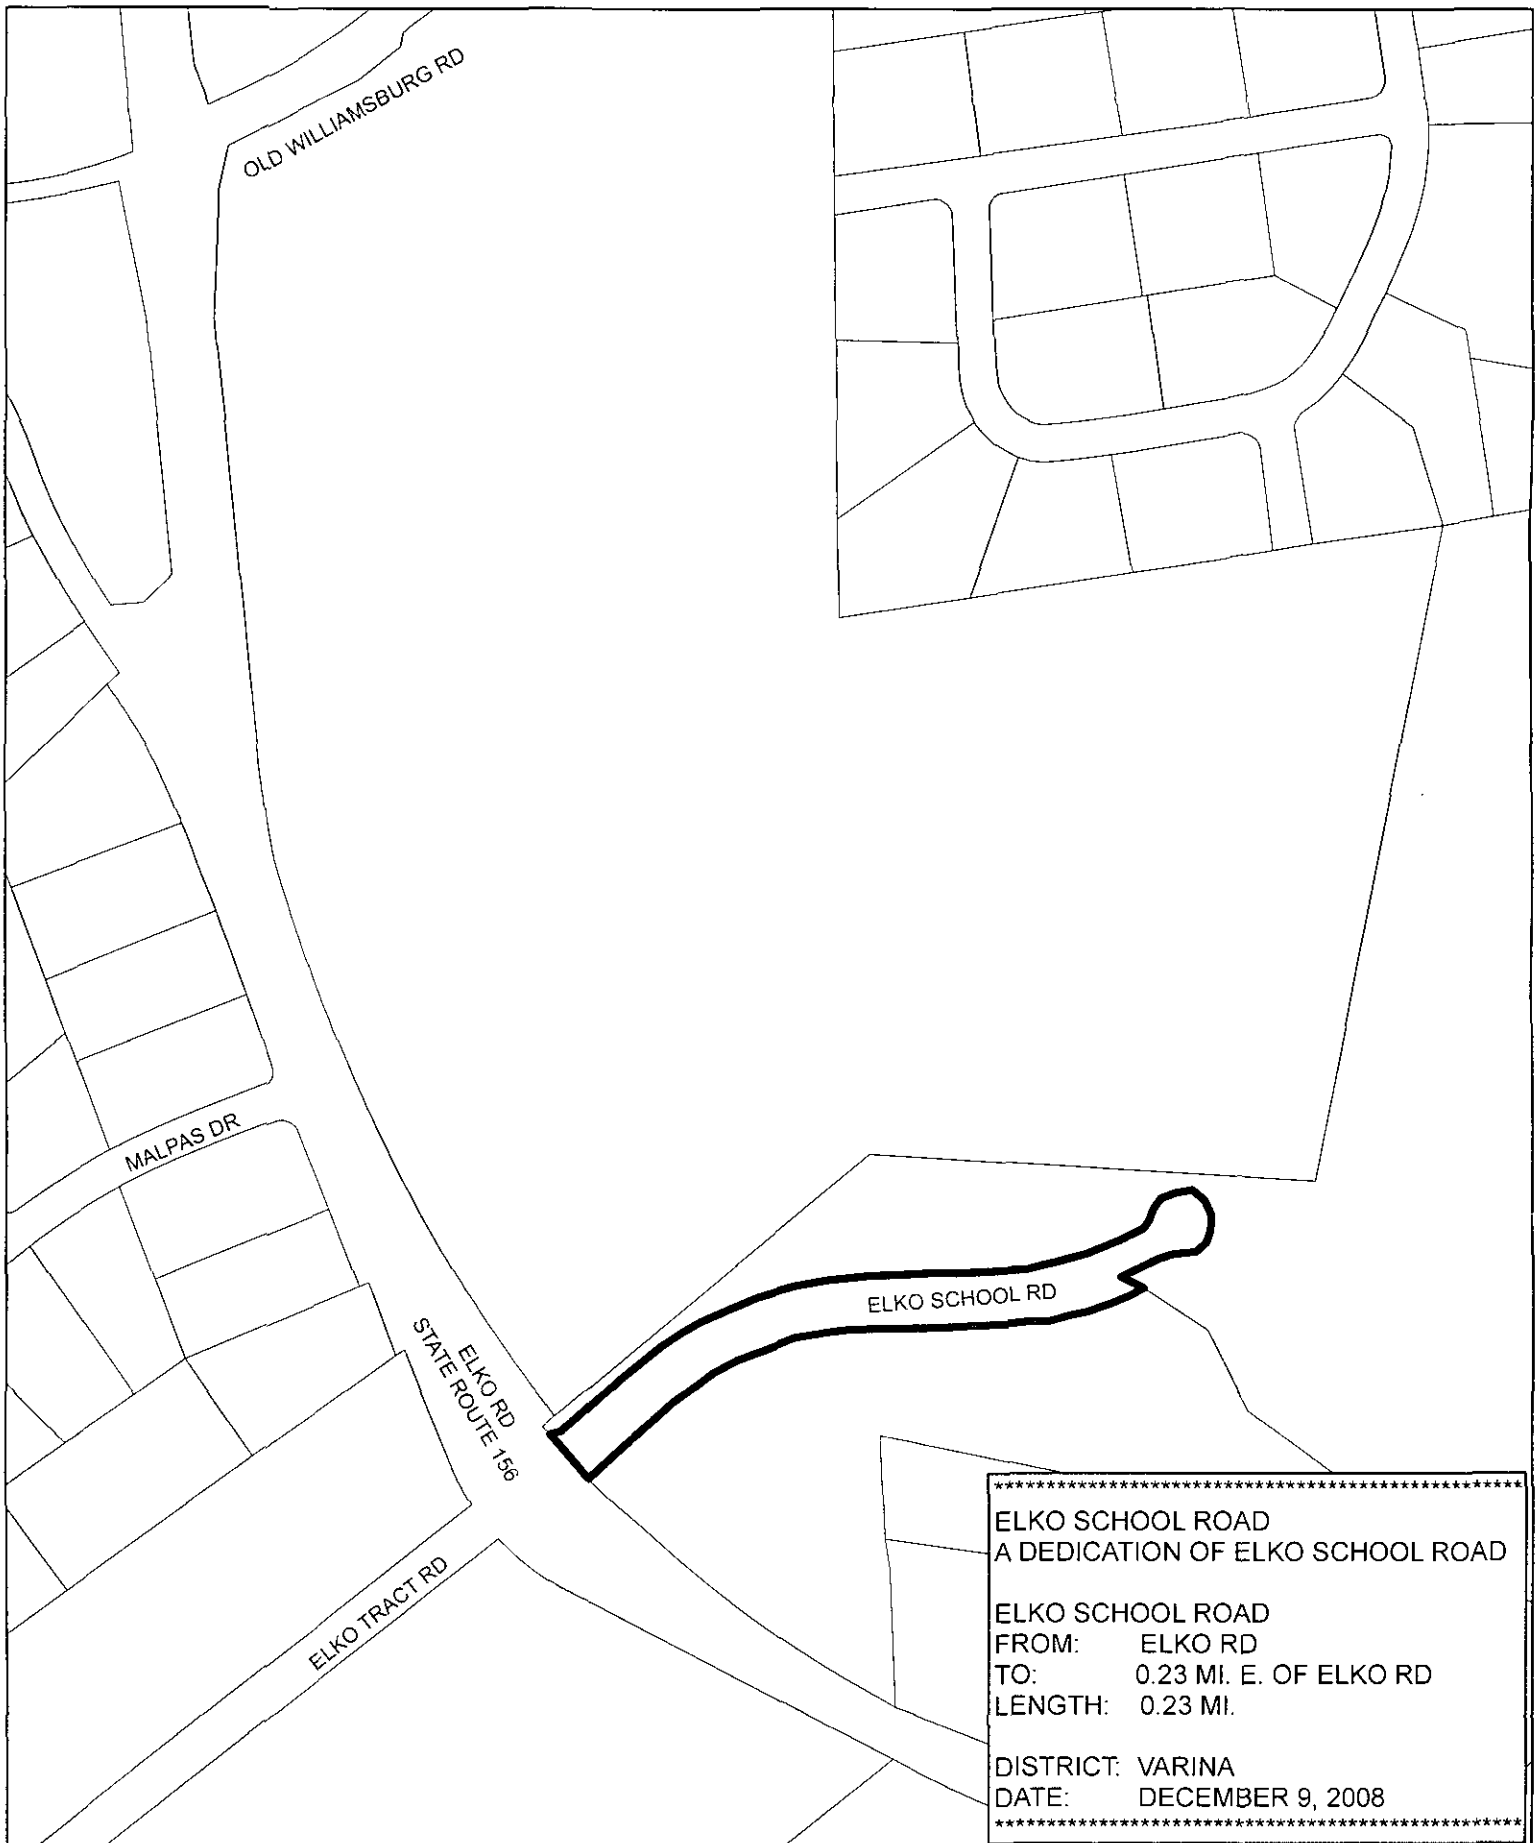 OLD WILLIAMSBURG RD
MALPAS DR
ELKO SCHOOL RD
ELKO RD
STATE ROUTE 156
ELKO TRACT RD
*************************************************
ELKO SCHOOL ROAD
A DEDICATION OF ELKO SCHOOL ROAD
ELKO SCHOOL ROAD
FROM: ELKO RD
TO: 0.23 MI. E. OF ELKO RD
LENGTH: 0.23 MI.
DISTRICT: VARINA
DATE: DECEMBER 9, 2008
*************************************************